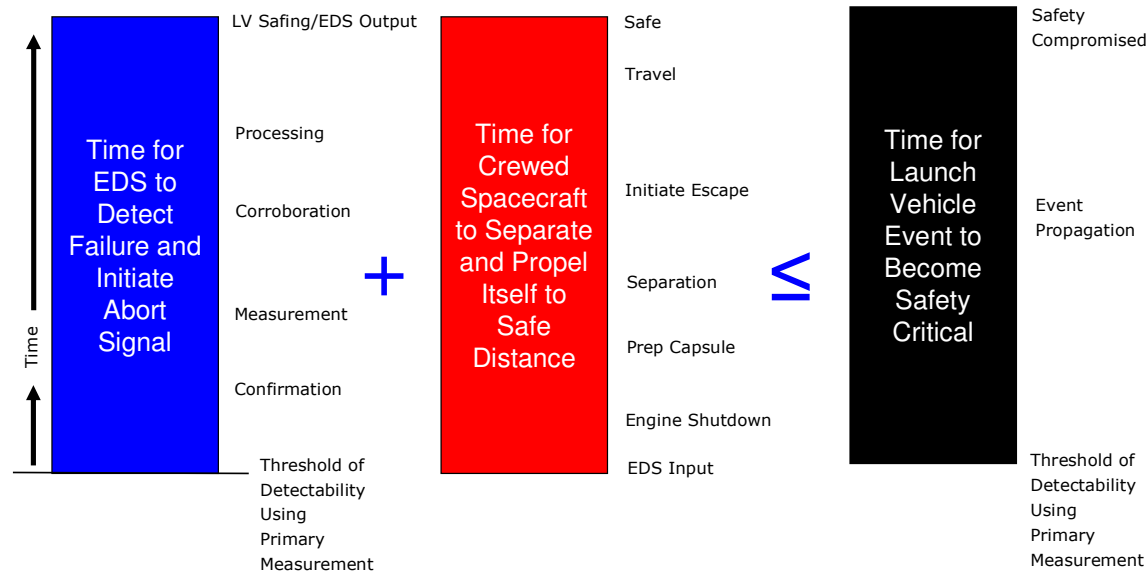 LV Safing/EDS Output
Processing
Corroboration
Measurement
Confirmation
Threshold of
Detectability
Using
Primary
Measurement
Time
Time for
EDS to
Detect
Failure and
Initiate
Abort
Signal
+
Time for
Crewed
Spacecraft
to Separate
and Propel
Itself to
Safe
Distance
Safe
Travel
Initiate Escape
Separation
Prep Capsule
Engine Shutdown
EDS Input
≤
Time for
Launch
Vehicle
Event to
Become
Safety
Critical
Safety
Compromised
Event
Propagation
Threshold of
Detectability
Using
Primary
Measurement